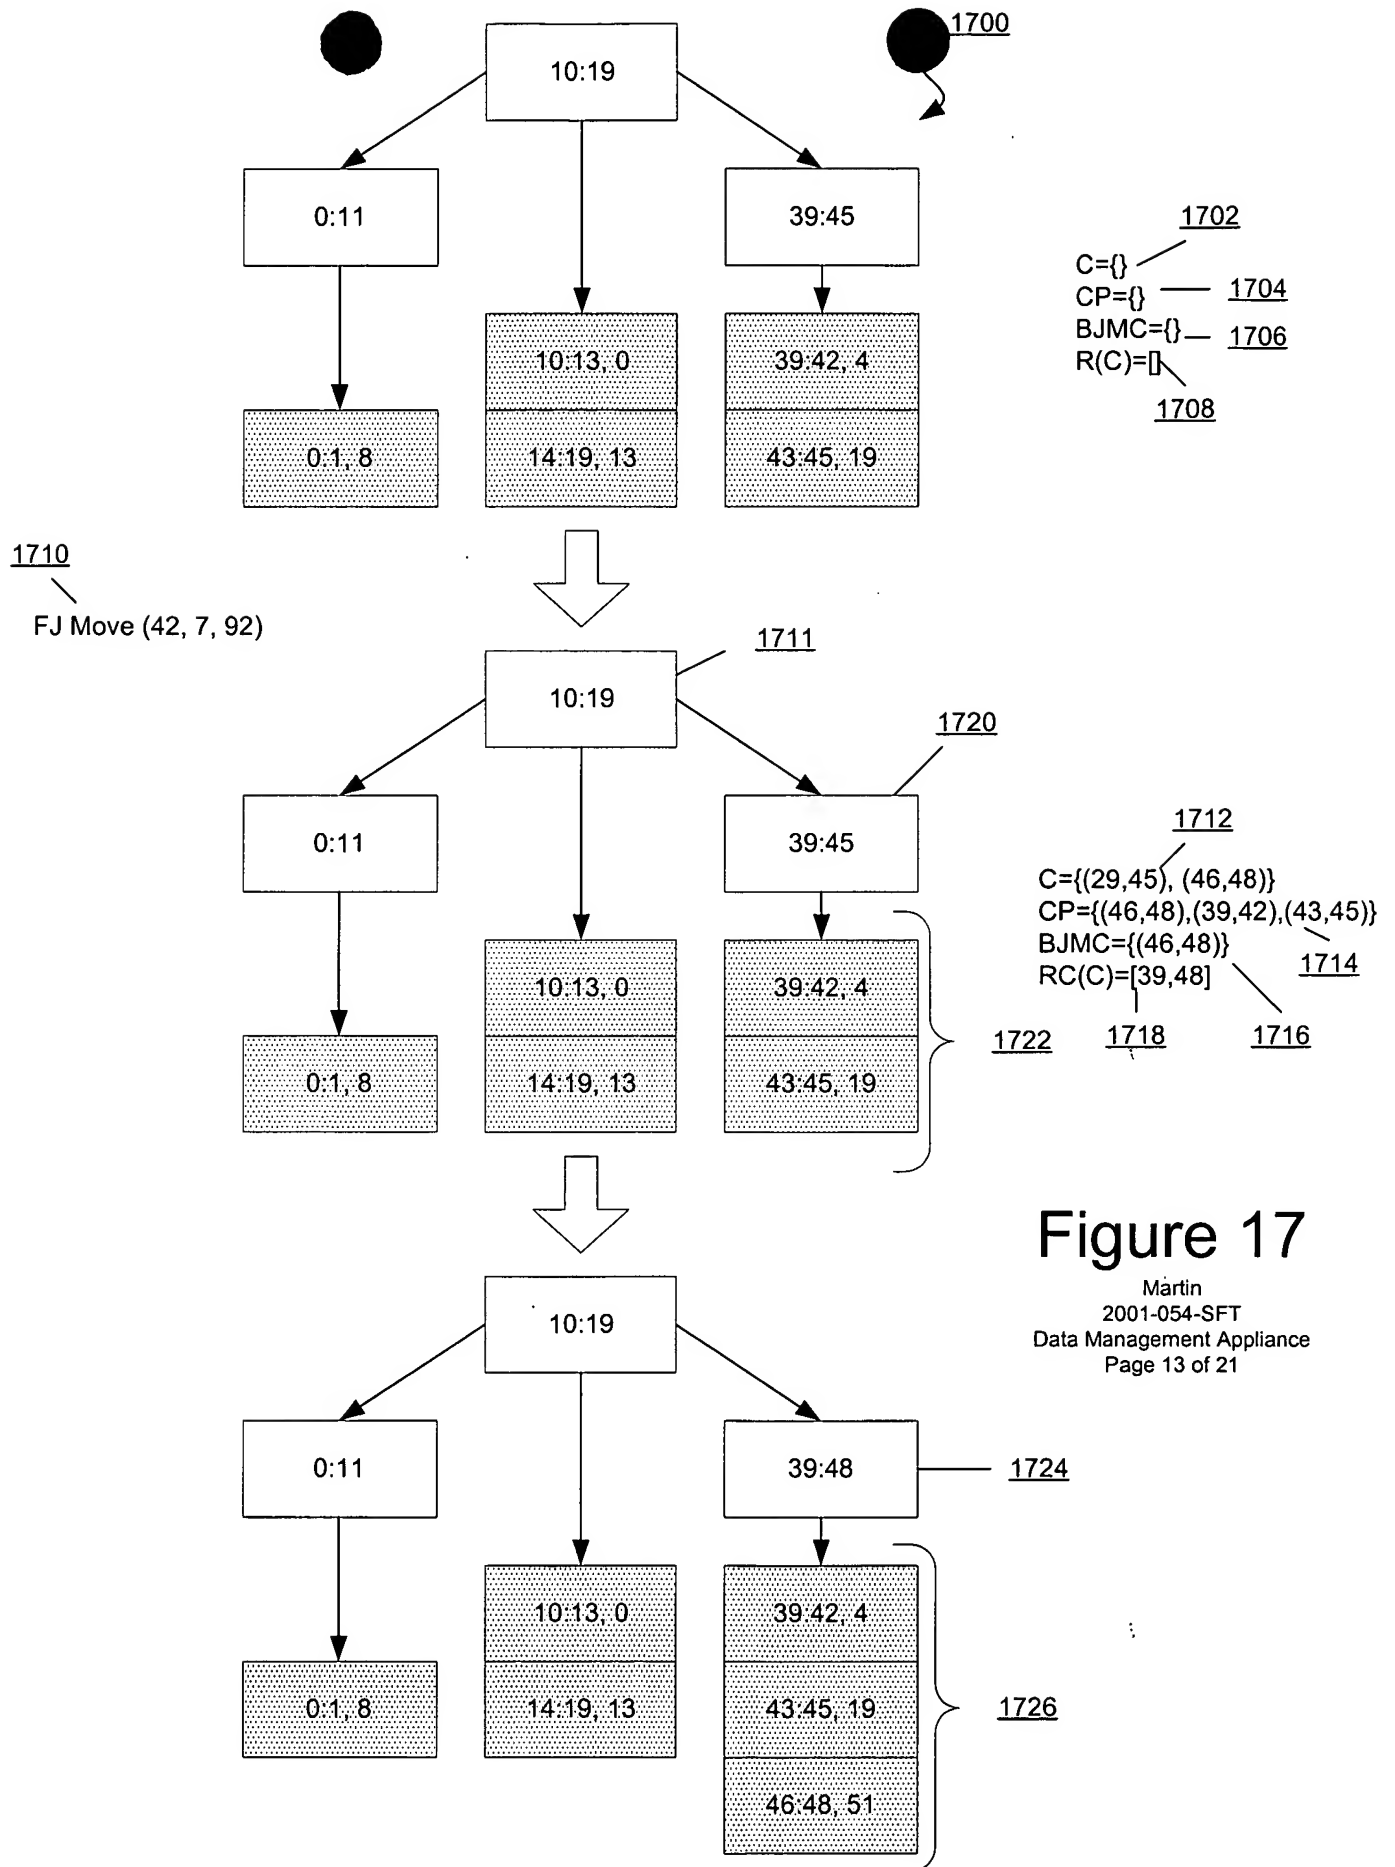 1700
10:19
0:11
39:45
1702
C={}
CP={}
1704
BJMC={}
1706
R(C)=[]
1708
10:13, 0
39:42, 4
0:1, 8
14:19, 13
43:45, 19
1710
FJ Move (42, 7, 92)
1711
10:19
1720
0:11
39:45
1712
C={(29,45), (46,48)}
CP={(46,48),(39,42),(43,45)}
BJMC={(46,48)}
1714
RC(C)=[39,48]
10:13, 0
39:42, 4
1722
1718
1716
0:1, 8
14:19, 13
43:45, 19
Figure 17
Martin
2001-054-SFT
Data Management Appliance
Page 13 of 21
10:19
0:11
39:48
1724
10:13, 0
39:42, 4
0:1, 8
14:19, 13
43:45, 19
1726
46:48, 51